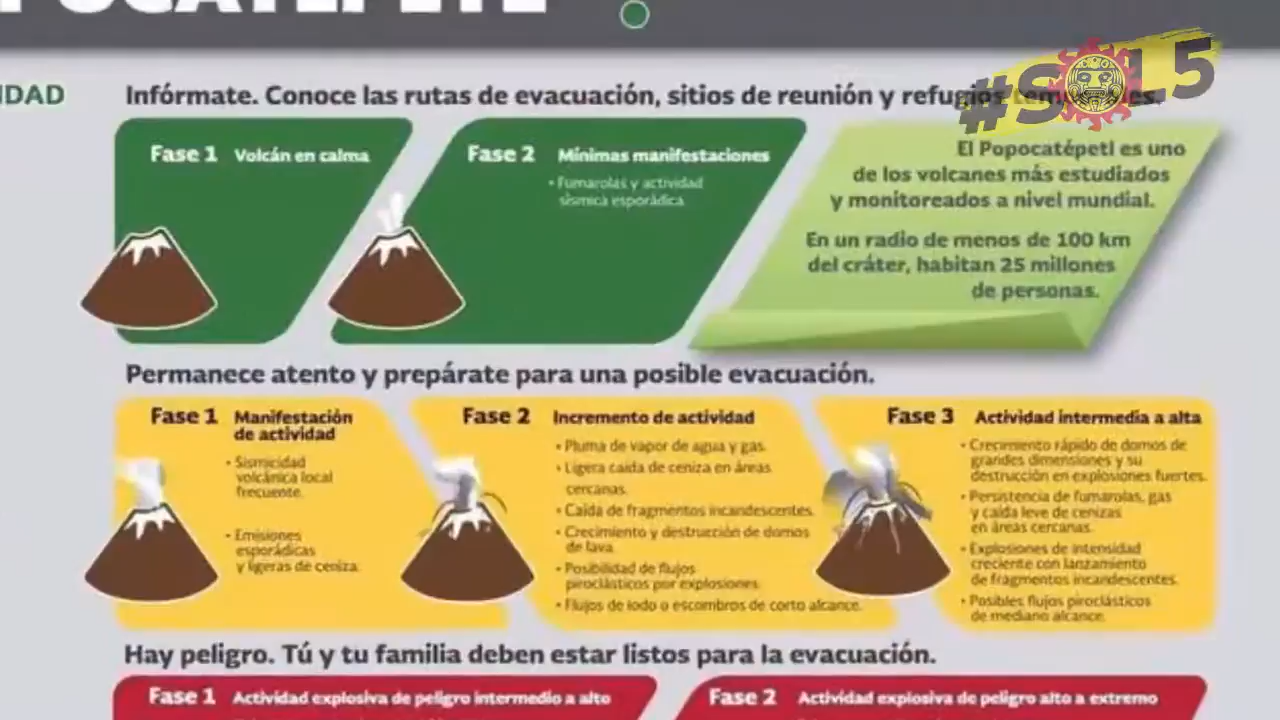 POCATÉPETL
#SOL5
IDAD
Infórmate. Conoce las rutas de evacuación, sitios de reunión y refugios temporales.
Fase 1 Volcán en calma
Fase 2 Mínimas manifestaciones
• Fumarolas y actividad
sísmica esporádica.
El Popocatépetl es uno
de los volcanes más estudiados
y monitoreados a nivel mundial.
En un radio de menos de 100 km
del cráter, habitan 25 millones
de personas.
Permanece atento y prepárate para una posible evacuación.
Fase 1 Manifestación
de actividad
• Sismicidad
volcánica local
frecuente.
• Emisiones
esporádicas
y ligeras de ceniza.
Fase 2 Incremento de actividad
• Pluma de vapor de agua y gas.
• Ligera caída de ceniza en áreas
cercanas.
• Caída de fragmentos incandescentes.
• Crecimiento y destrucción de domos
de lava.
• Posibilidad de flujos
piroclásticos por explosiones.
• Flujos de lodo o escombros de corto alcance.
Fase 3 Actividad intermedia a alta
• Crecimiento rápido de domos de
grandes dimensiones y su
destrucción en explosiones fuertes.
• Persistencia de fumarolas, gas
y caída leve de cenizas
en áreas cercanas.
• Explosiones de intensidad
creciente con lanzamiento
de fragmentos incandescentes.
• Posibles flujos piroclásticos
de mediano alcance.
Hay peligro. Tú y tu familia deben estar listos para la evacuación.
Fase 1 Actividad explosiva de peligro intermedio a alto
Fase 2 Actividad explosiva de peligro alto a extremo